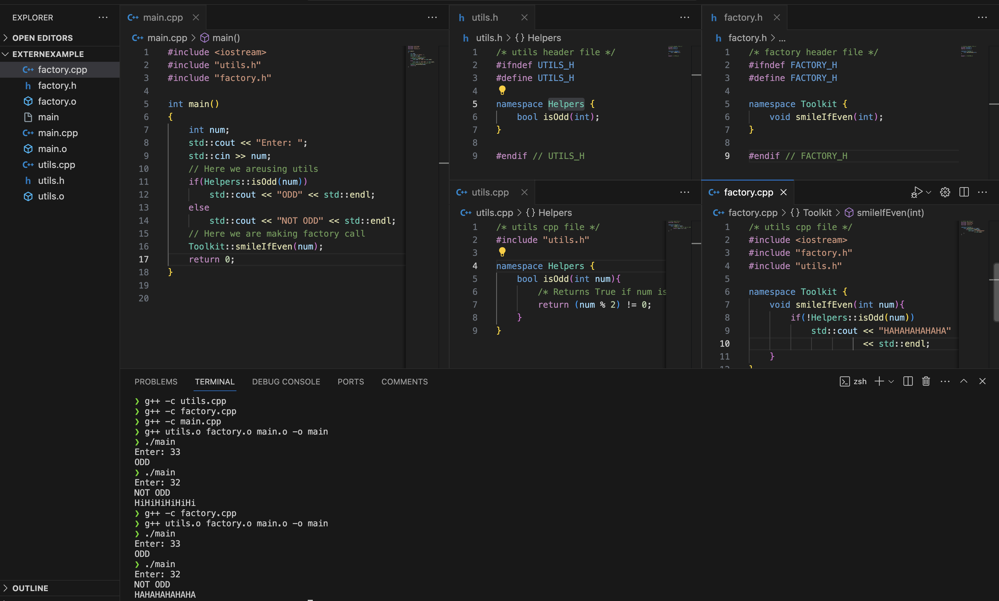 EXPLORER
OPEN EDITORS
EXTERNEXAMPLE
factory.cpp
factory.h
factory.o
main
main.cpp
main.o
utils.cpp
utils.h
utils.o
OUTLINE
main.cpp
main.cpp > main()
1 #include <iostream>
2 #include "utils.h"
3 #include "factory.h"
4
5 int main()
6 {
7 int num;
8 std::cout << "Enter: ";
9 std::cin >> num;
10 // Here we areusing utils
11 if(Helpers::isOdd(num))
12 std::cout << "ODD" << std::endl;
13 else
14 std::cout << "NOT ODD" << std::endl;
15 // Here we are making factory call
16 Toolkit::smileIfEven(num);
17 return 0;
18 }
19
20
utils.h
utils.h > {} Helpers
1 /* utils header file */
2 #ifndef UTILS_H
3 #define UTILS_H
4
5 namespace Helpers {
6 bool isOdd(int);
7 }
8
9 #endif // UTILS_H
factory.h
factory.h > ...
1 /* factory header file */
2 #ifndef FACTORY_H
3 #define FACTORY_H
4
5 namespace Toolkit {
6 void smileIfEven(int);
7 }
8
9 #endif // FACTORY_H
utils.cpp
utils.cpp > {} Helpers
1 /* utils cpp file */
2 #include "utils.h"
3
4 namespace Helpers {
5 bool isOdd(int num){
6 /* Returns True if num is
7 return (num % 2) != 0;
8 }
9 }
factory.cpp
factory.cpp > {} Toolkit > smileIfEven(int)
1 /* utils cpp file */
2 #include <iostream>
3 #include "factory.h"
4 #include "utils.h"
5
6 namespace Toolkit {
7 void smileIfEven(int num){
8 if(!Helpers::isOdd(num))
9 std::cout << "HAHAHAHAHAHA"
10 << std::endl;
11 }
PROBLEMS TERMINAL DEBUG CONSOLE PORTS COMMENTS
zsh
❯ g++ -c utils.cpp
❯ g++ -c factory.cpp
❯ g++ -c main.cpp
❯ g++ utils.o factory.o main.o -o main
❯ ./main
Enter: 33
ODD
❯ ./main
Enter: 32
NOT ODD
HiHiHiHiHiHi
❯ g++ -c factory.cpp
❯ g++ utils.o factory.o main.o -o main
❯ ./main
Enter: 33
ODD
❯ ./main
Enter: 32
NOT ODD
HAHAHAHAHAHA